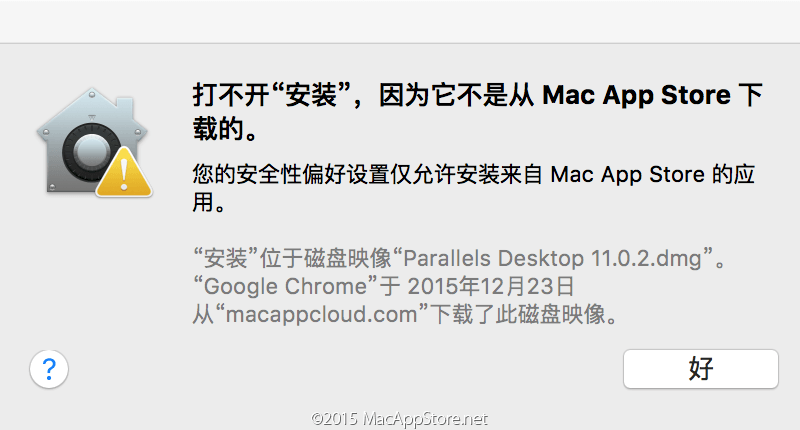 打不开“安装”，因为它不是从 Mac App Store 下
载的。
您的安全性偏好设置仅允许安装来自 Mac App Store 的应
用。
“安装”位于磁盘映像“Parallels Desktop 11.0.2.dmg”。
“Google Chrome”于 2015年12月23日
从“macappcloud.com”下载了此磁盘映像。
?
好
©2015 MacAppStore.net